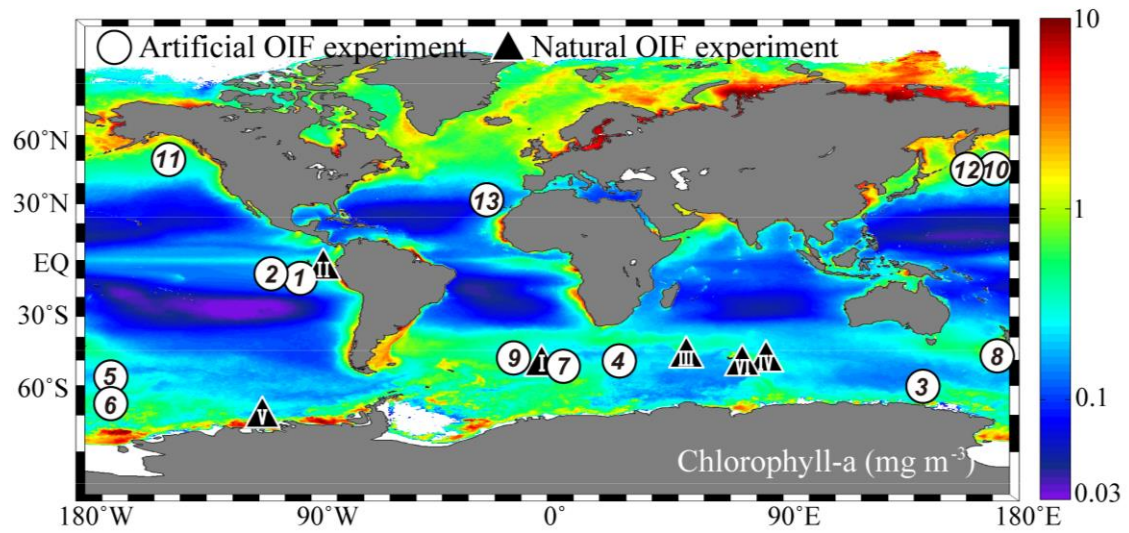 Artificial OIF experiment Natural OIF experiment
10
60°N
11
12 10
1
30°N
13
EQ
2 1 II
30°S
9 I 7 4 III VI IV 8
5
3
0.1
60°S
6
V
Chlorophyll-a (mg m⁻³)
0.03
180°W 90°W 0° 90°E 180°E